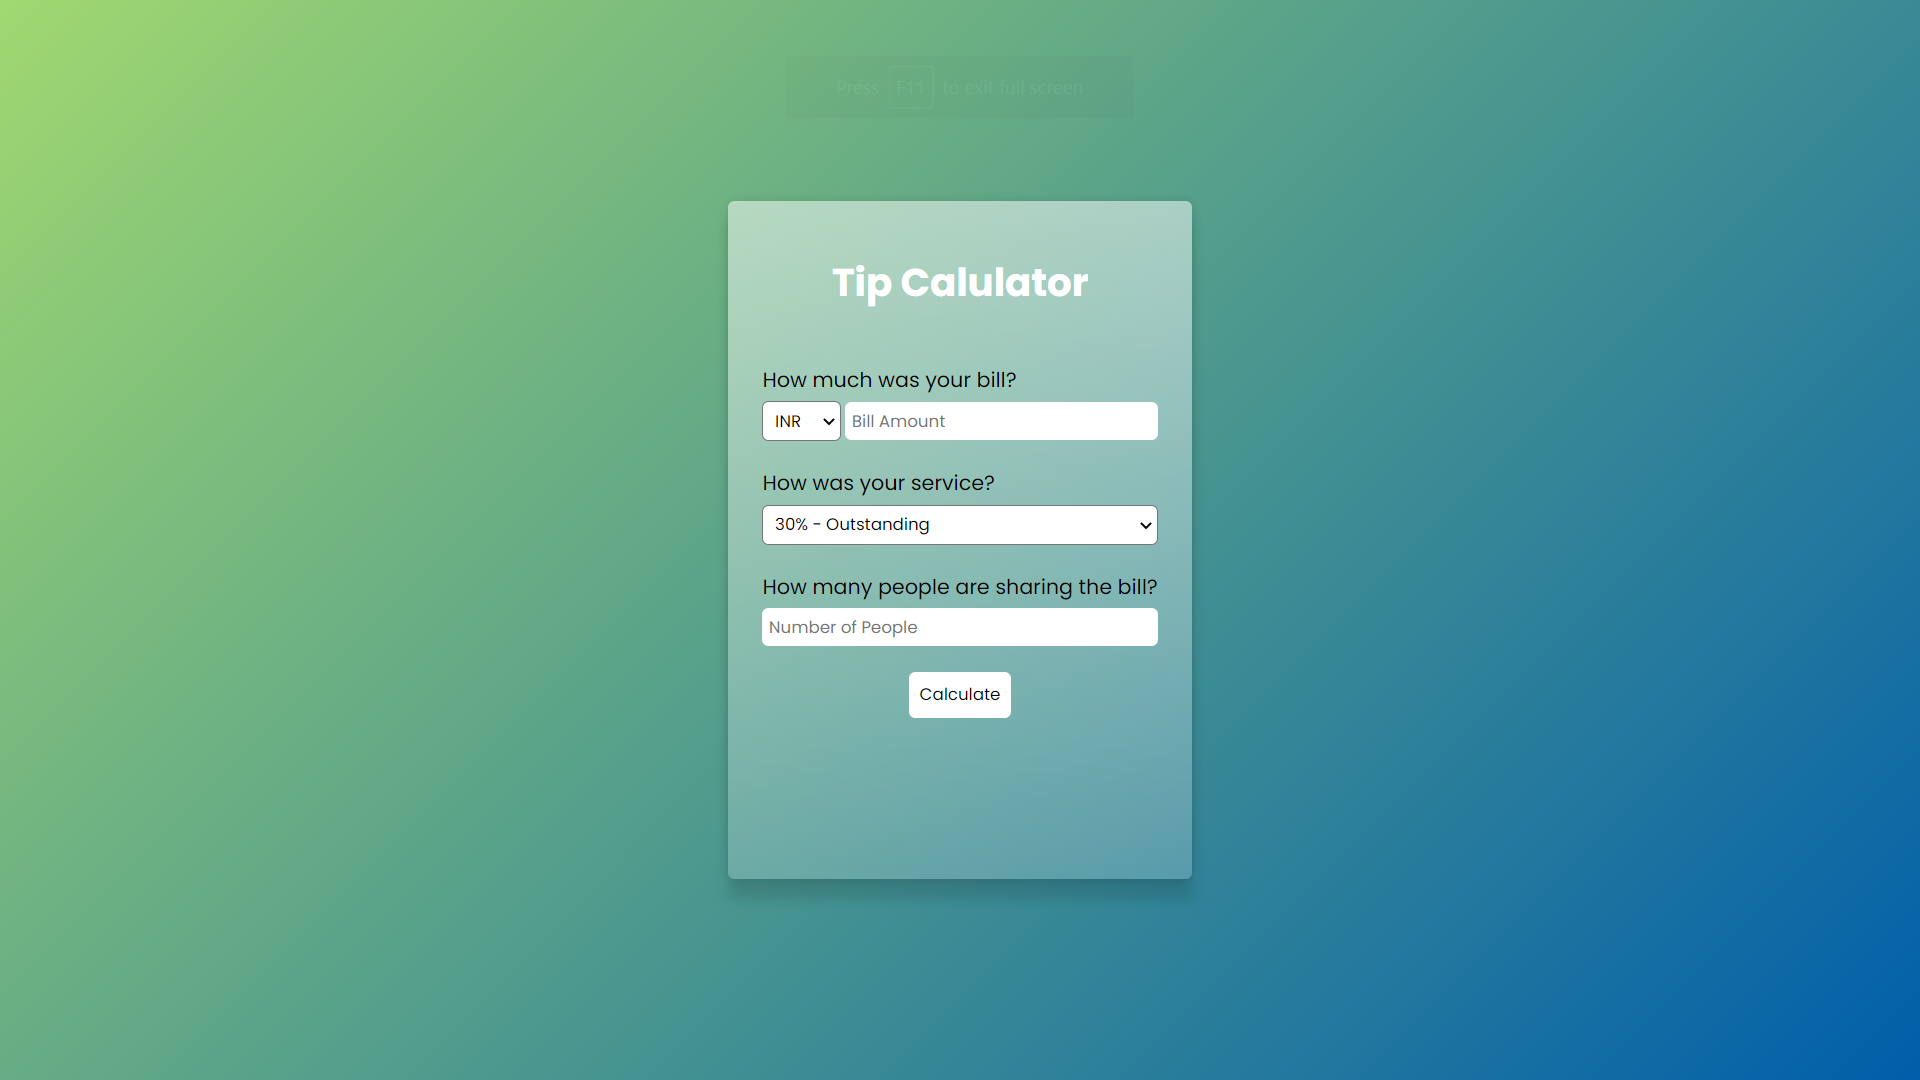 Press F11 to exit full screen
Tip Calulator
How much was your bill?
INR Bill Amount
How was your service?
30% - Outstanding
How many people are sharing the bill?
Number of People
Calculate